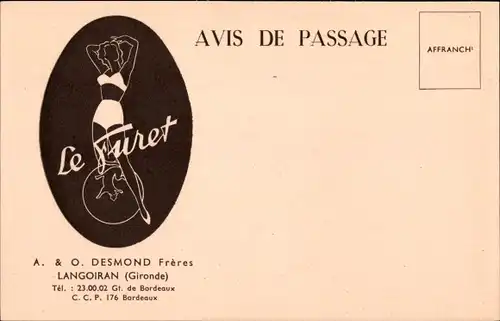 AVIS DE PASSAGE
AFFRANCHᵗ
Le Furet
A. & O. DESMOND Frères
LANGOIRAN (Gironde)
Tél. : 23.00.02 Gt. de Bordeaux
C. C. P. 176 Bordeaux